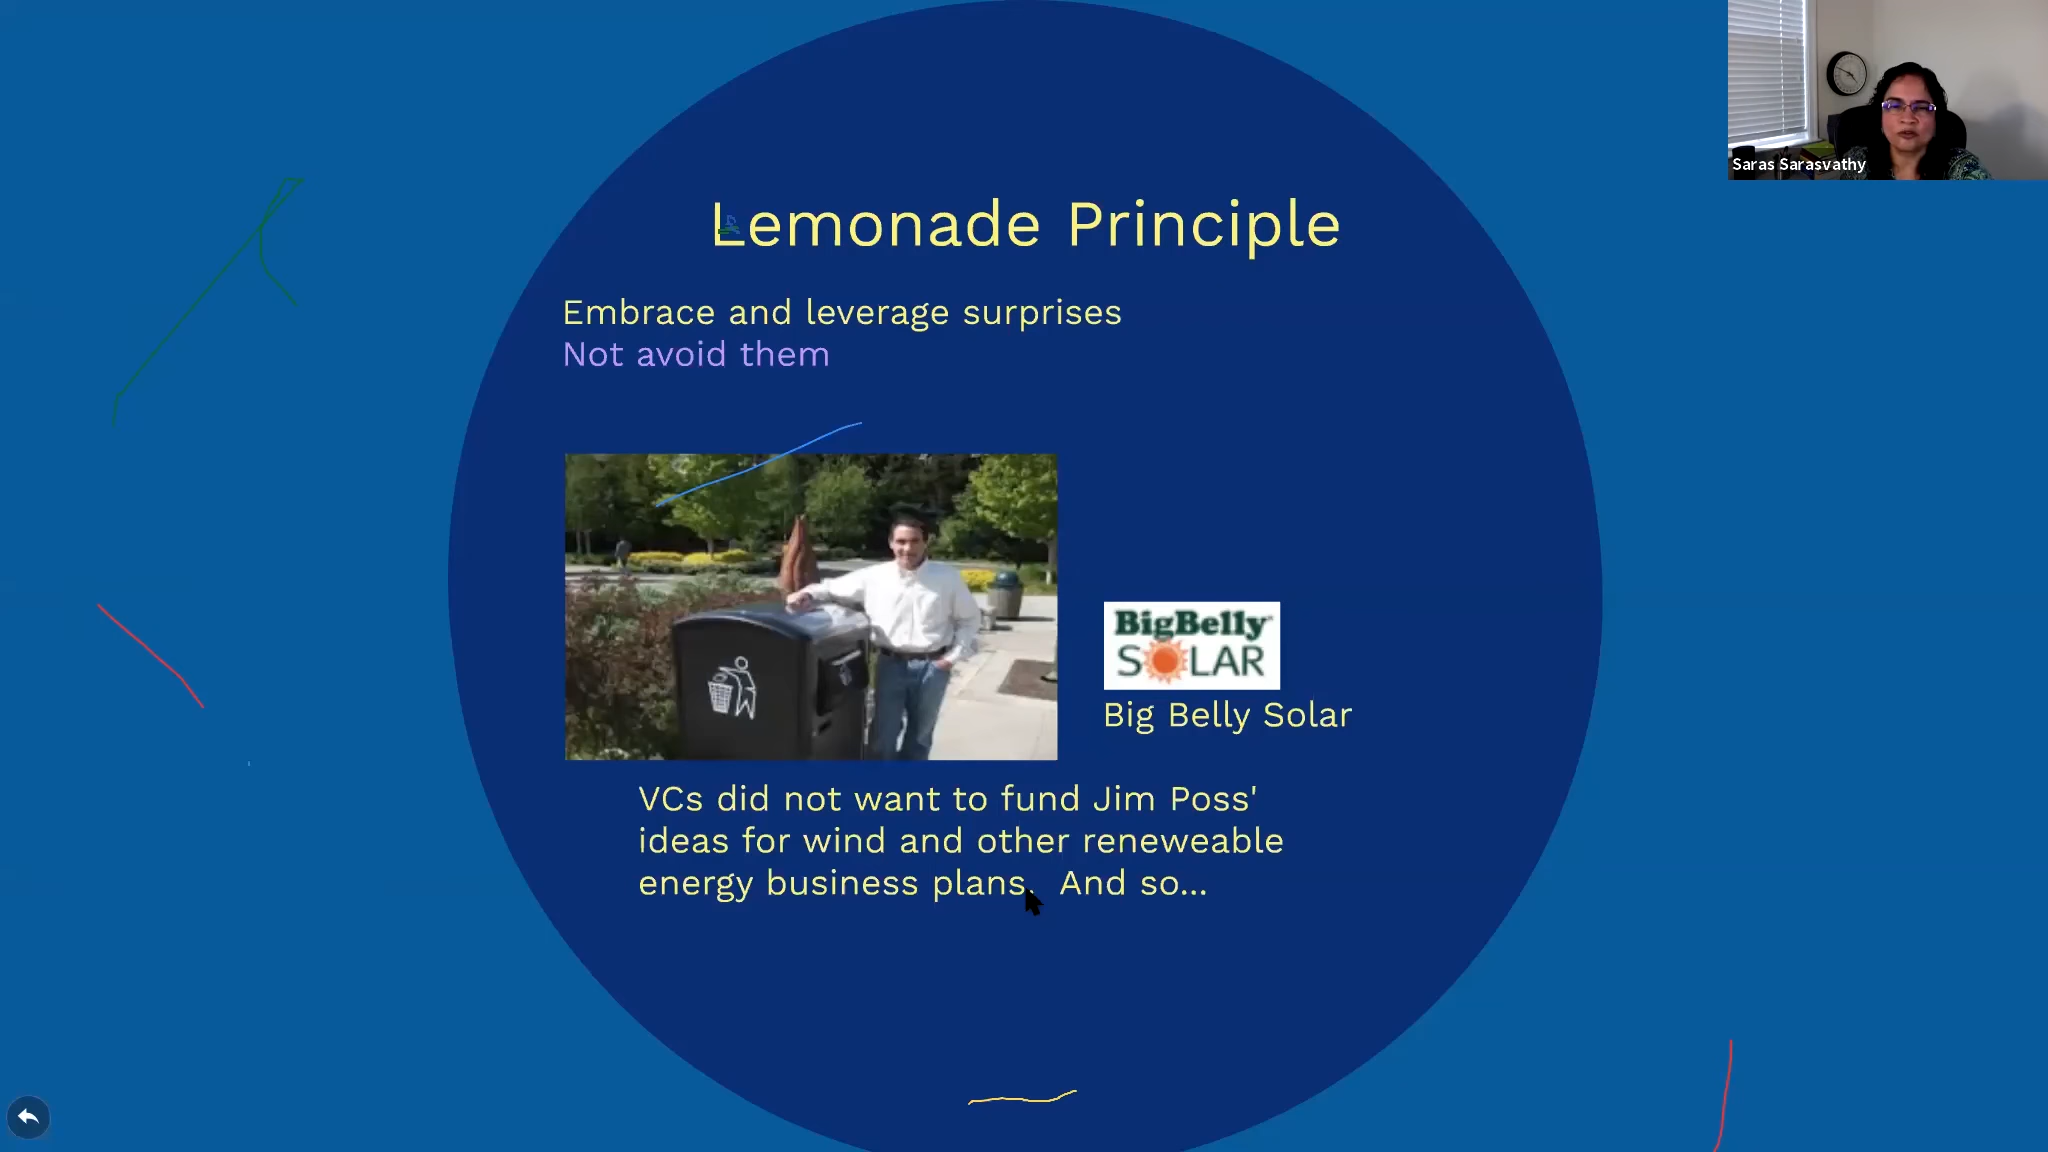 Saras Sarasvathy
Lemonade Principle
Embrace and leverage surprises
Not avoid them
BigBelly
SOLAR
Big Belly Solar
VCs did not want to fund Jim Poss'
ideas for wind and other reneweable
energy business plans.  And so...